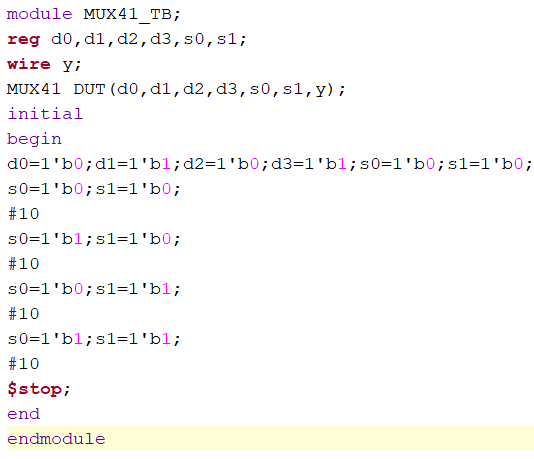 module MUX41_TB;
reg d0,d1,d2,d3,s0,s1;
wire y;
MUX41 DUT(d0,d1,d2,d3,s0,s1,y);
initial
begin
d0=1'b0;d1=1'b1;d2=1'b0;d3=1'b1;s0=1'b0;s1=1'b0;
s0=1'b0;s1=1'b0;
#10
s0=1'b1;s1=1'b0;
#10
s0=1'b0;s1=1'b1;
#10
s0=1'b1;s1=1'b1;
#10
$stop;
end
endmodule